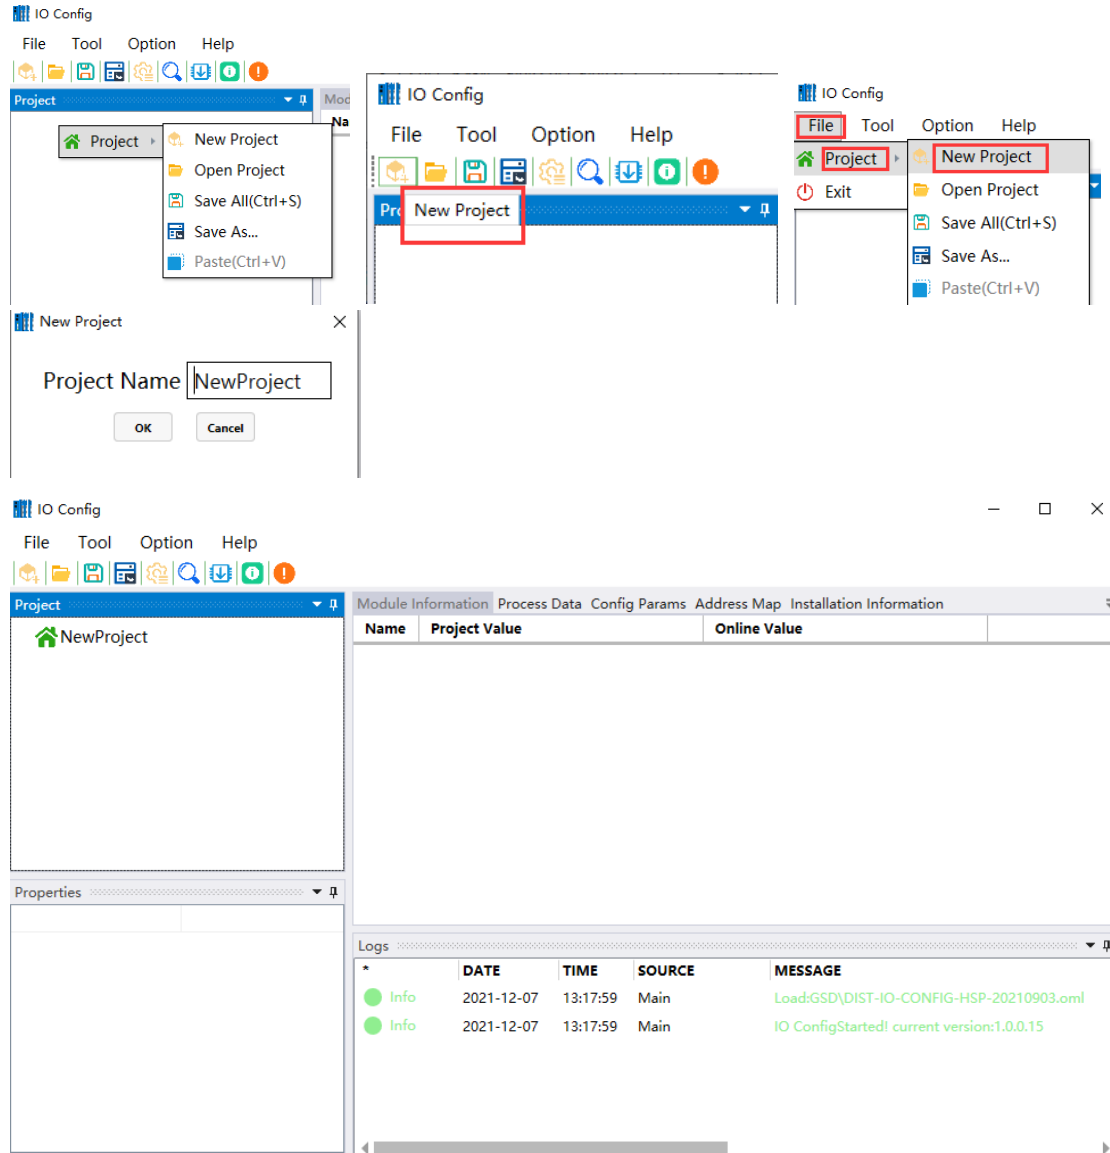 IO Config
File Tool Option Help
Project
Mod
Na
Project
New Project
Open Project
Save All(Ctrl+S)
Save As...
Paste(Ctrl+V)
IO Config
File Tool Option Help
Pro
New Project
IO Config
File Tool Option Help
Project
Exit
New Project
Open Project
Save All(Ctrl+S)
Save As...
Paste(Ctrl+V)
New Project
Project Name NewProject
OK Cancel
IO Config
File Tool Option Help
Project
NewProject
Module Information Process Data Config Params Address Map Installation Information
Name Project Value Online Value
Properties
Logs
* DATE TIME SOURCE MESSAGE
Info 2021-12-07 13:17:59 Main Load:GSD\DIST-IO-CONFIG-HSP-20210903.oml
Info 2021-12-07 13:17:59 Main IO ConfigStarted! current version:1.0.0.15